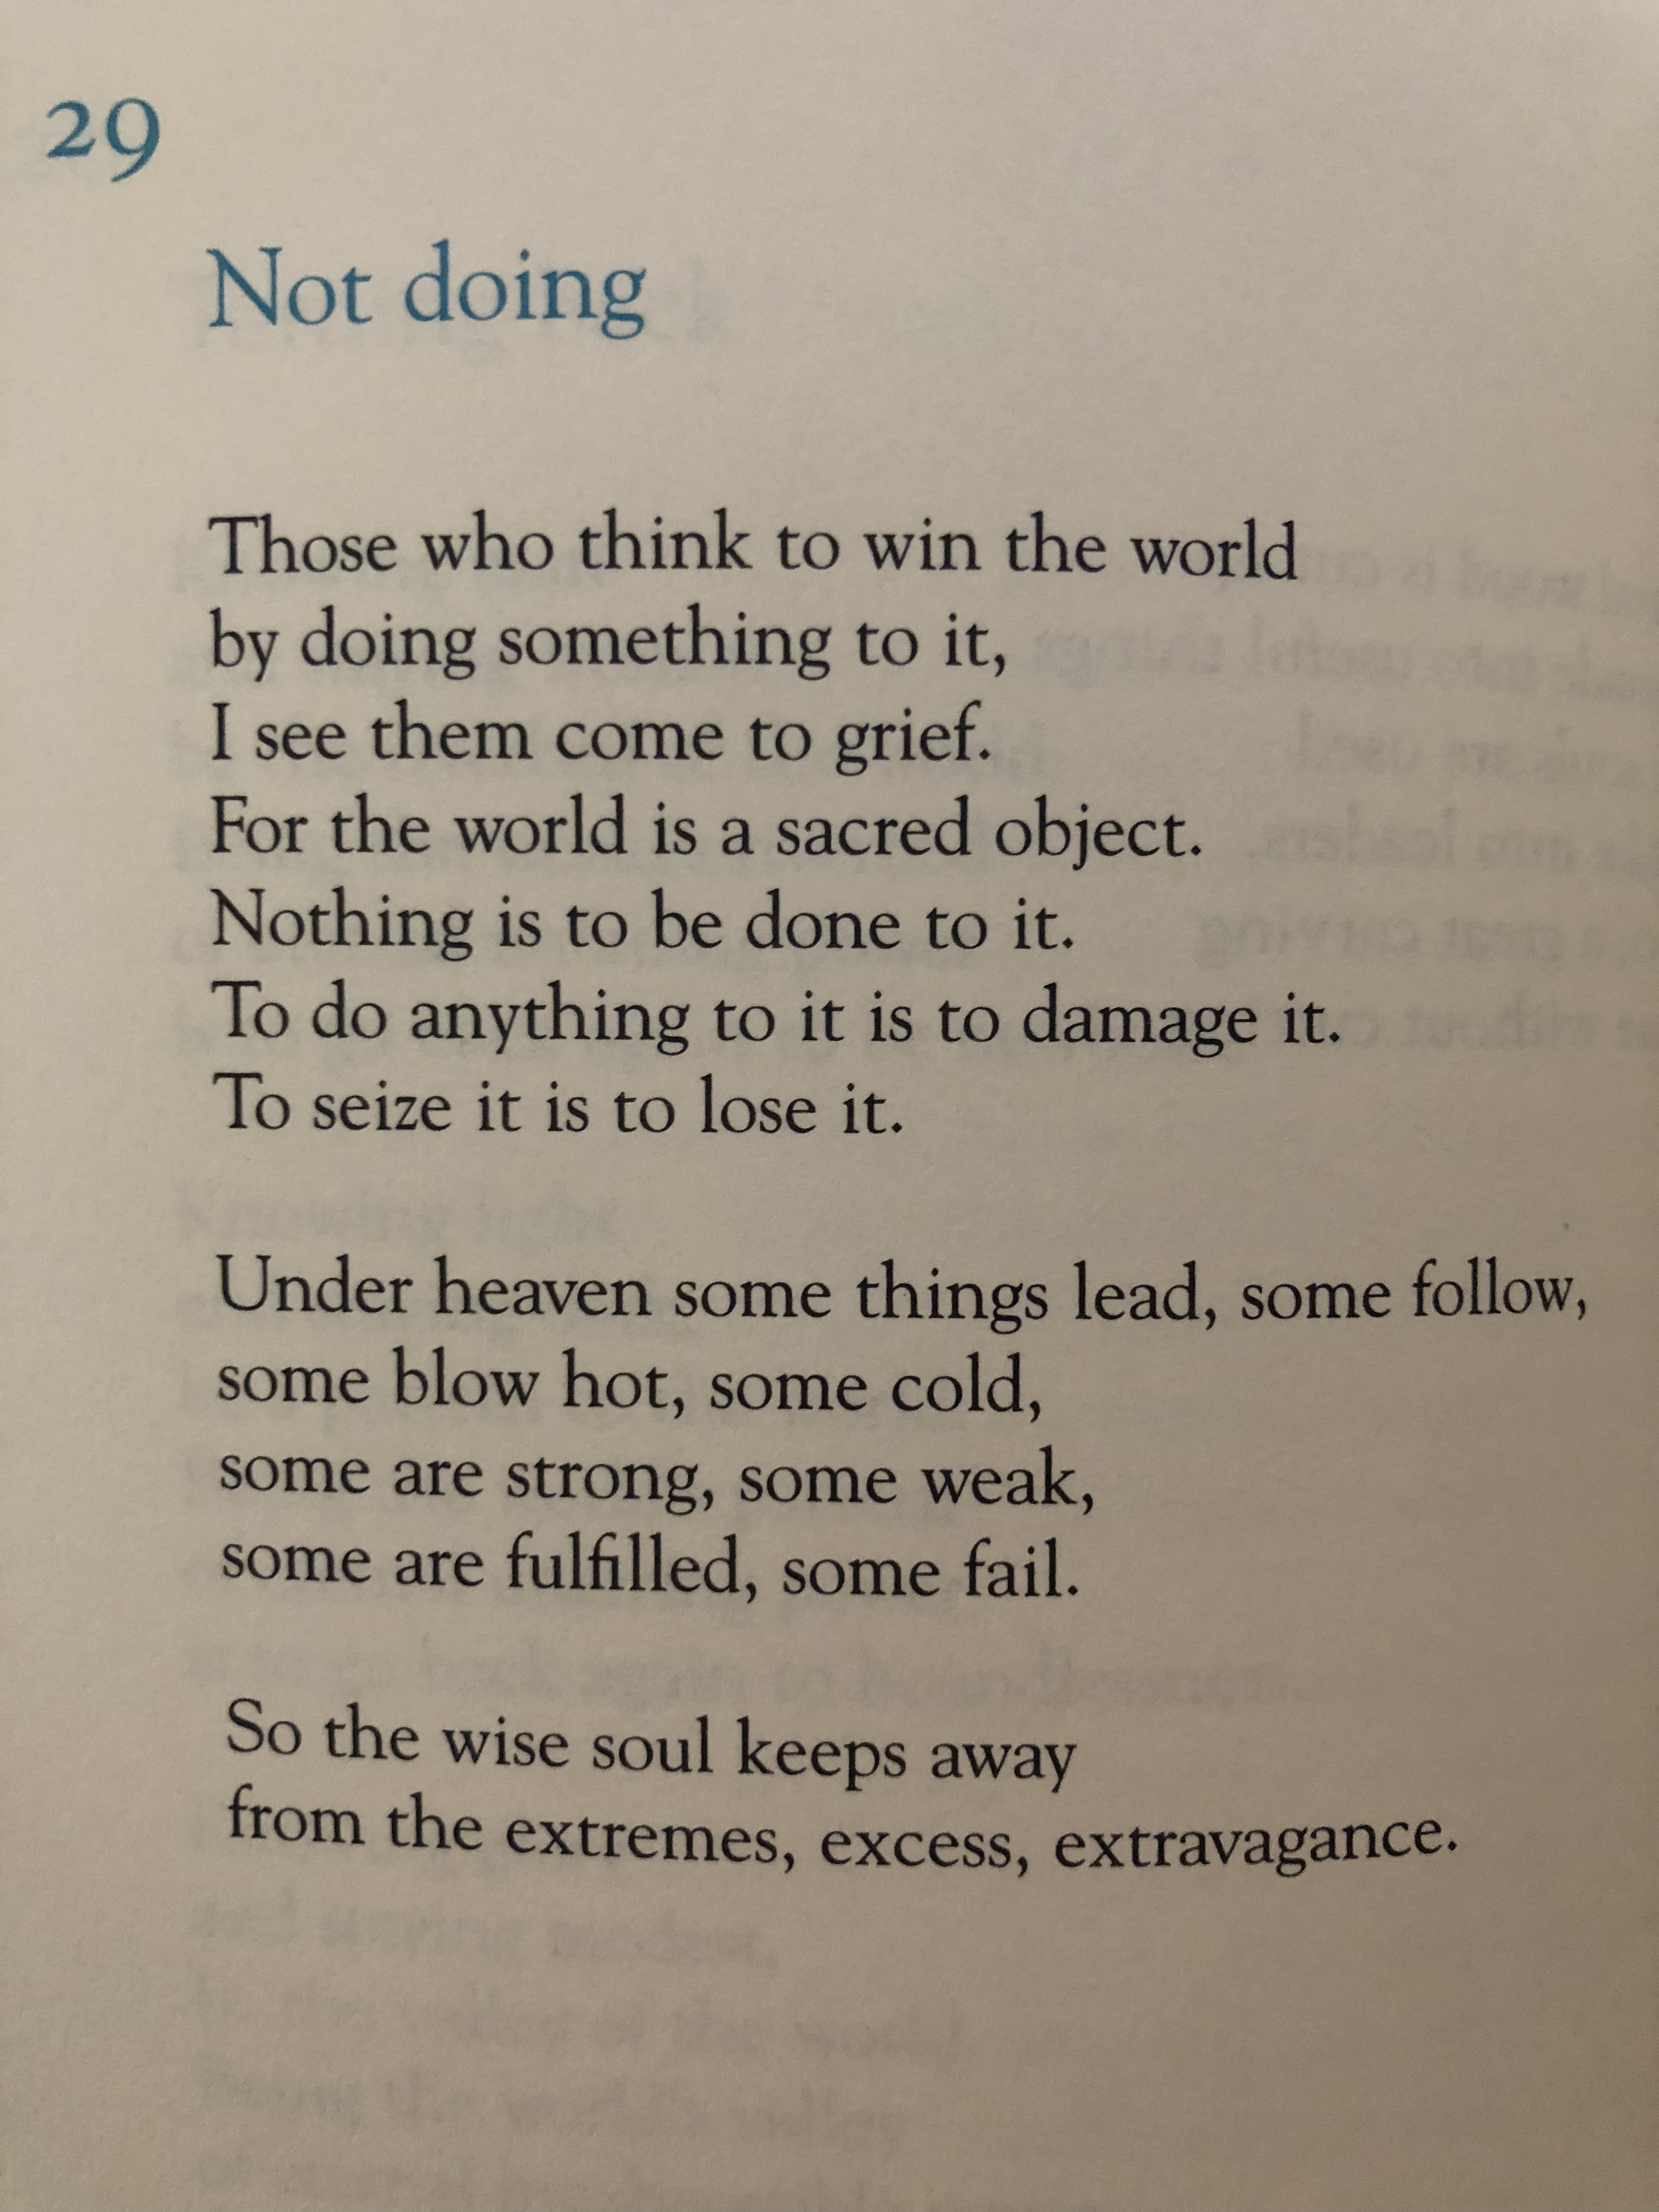 29
Not doing
Those who think to win the world
by doing something to it,
I see them come to grief.
For the world is a sacred object.
Nothing is to be done to it.
To do anything to it is to damage it.
To seize it is to lose it.
Under heaven some things lead, some follow,
some blow hot, some cold,
some are strong, some weak,
some are fulfilled, some fail.
So the wise soul keeps away
from the extremes, excess, extravagance.